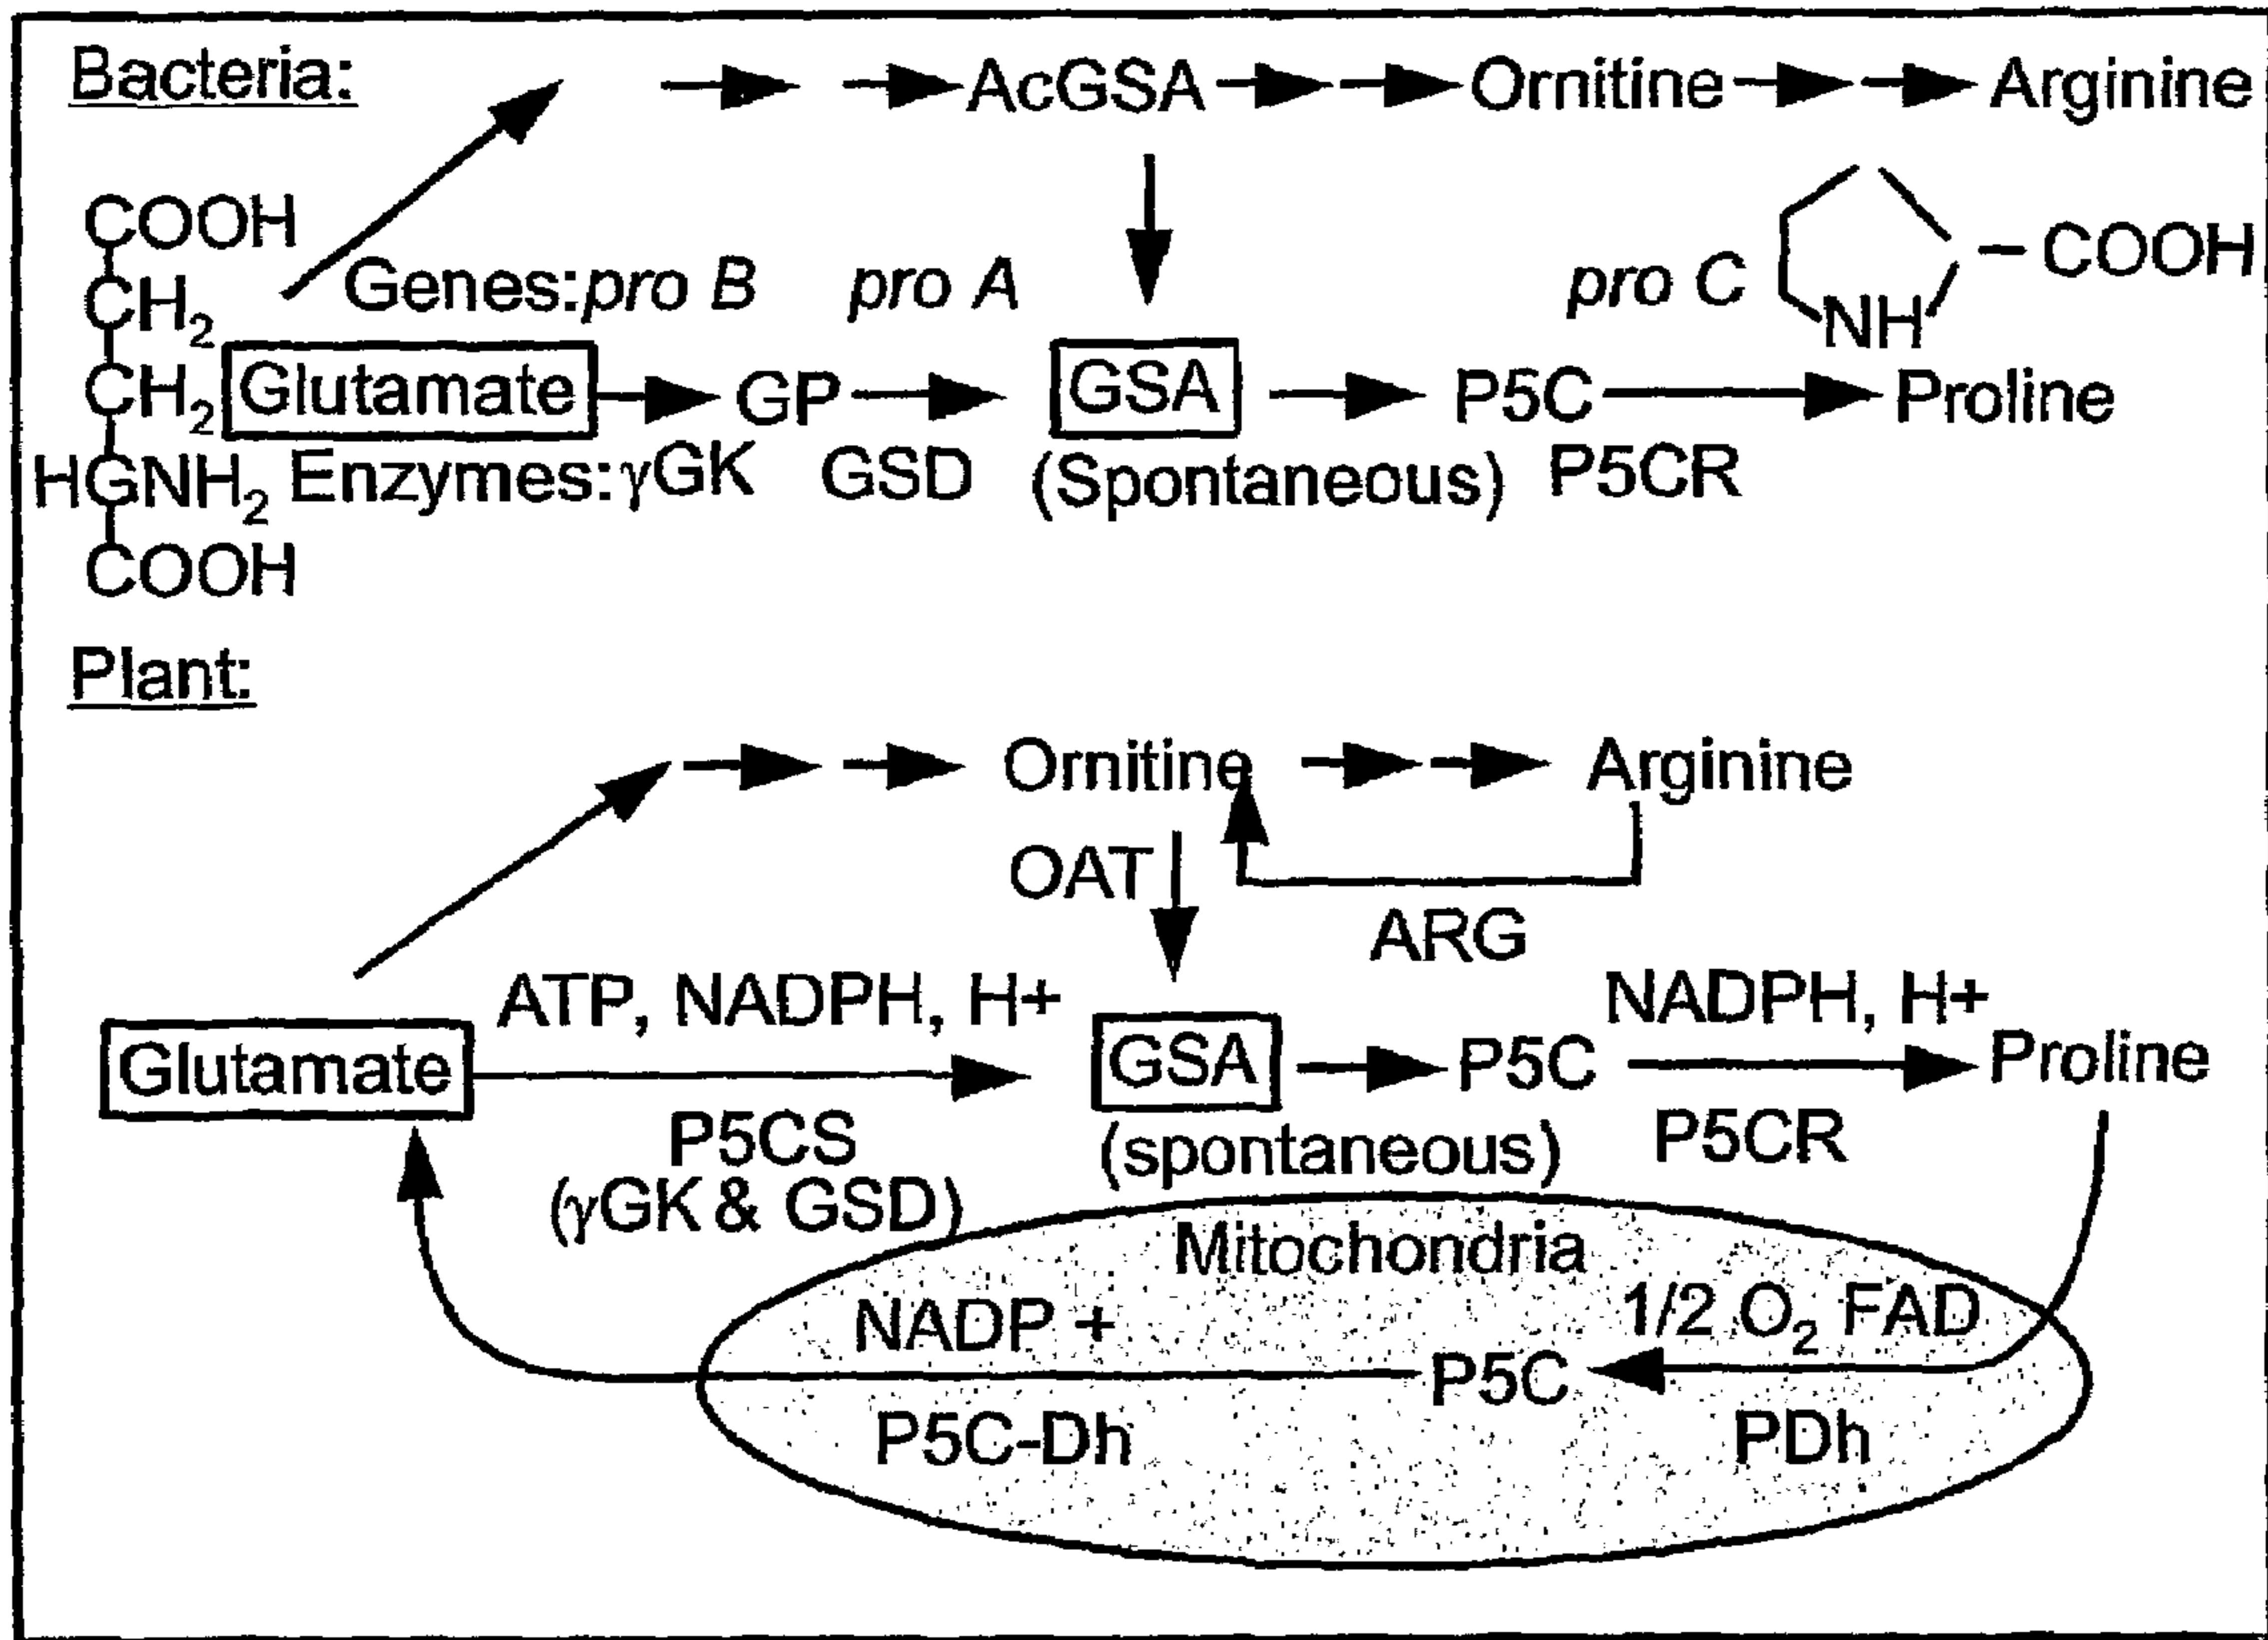 Bacteria:
AcGSA Ornitine Arginine
COOH
CH2
CH2
HGNH2
COOH
Genes: pro B pro A pro C
NH
COOH
Glutamate GP GSA P5C Proline
Enzymes: γGK GSD (Spontaneous) P5CR
Plant:
Ornitine Arginine
OAT
ARG
ATP, NADPH, H+ NADPH, H+
Glutamate GSA P5C Proline
P5CS (spontaneous) P5CR
(γGK & GSD)
Mitochondria
NADP + 1/2 O2 FAD
P5C
P5C-Dh PDh